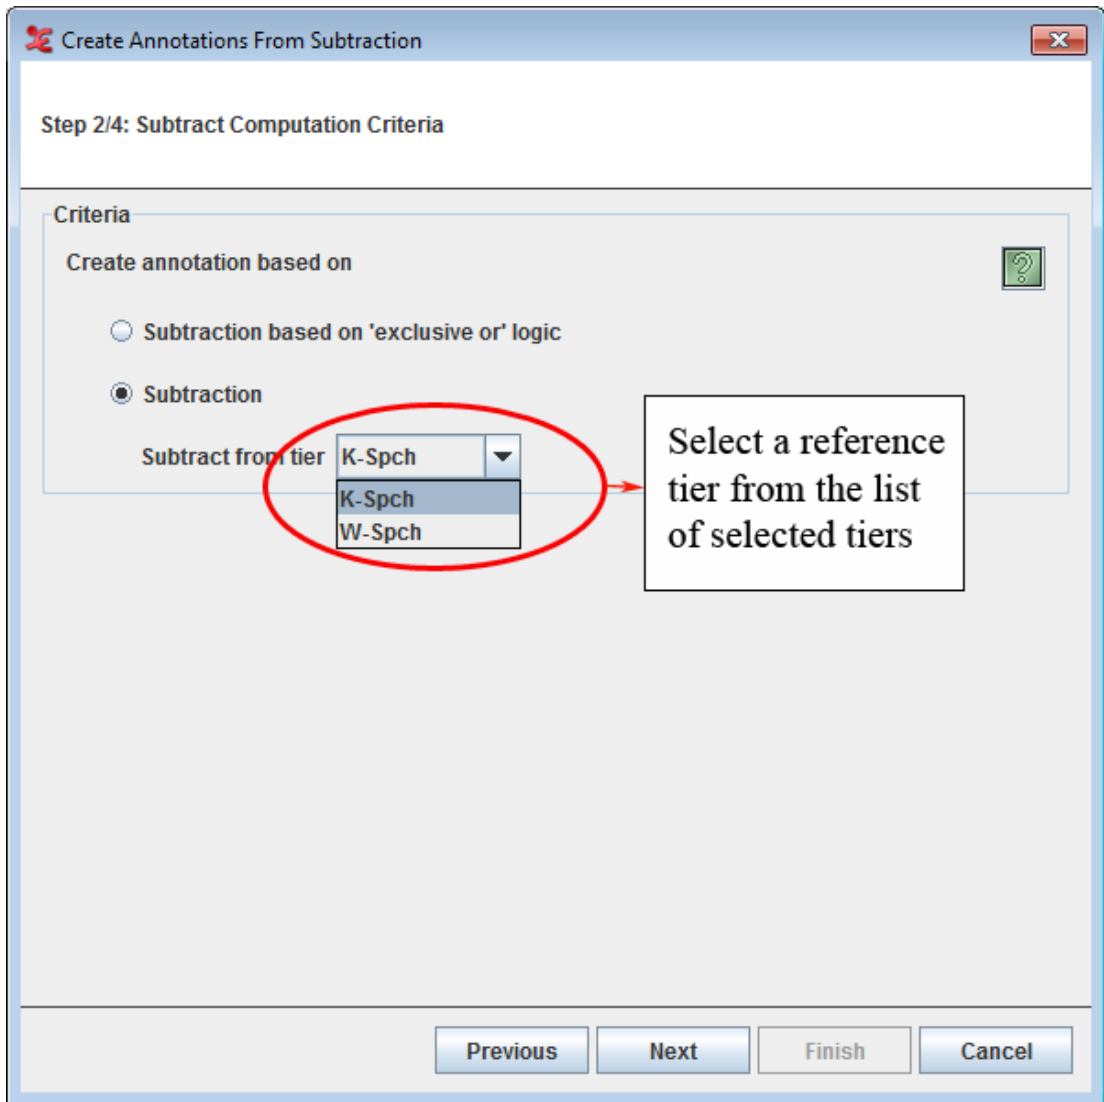 Create Annotations From Subtraction
Step 2/4: Subtract Computation Criteria
Criteria
Create annotation based on
?
Subtraction based on 'exclusive or' logic
Subtraction
Subtract from tier K-Spch
K-Spch
W-Spch
Select a reference
tier from the list
of selected tiers
Previous Next Finish Cancel